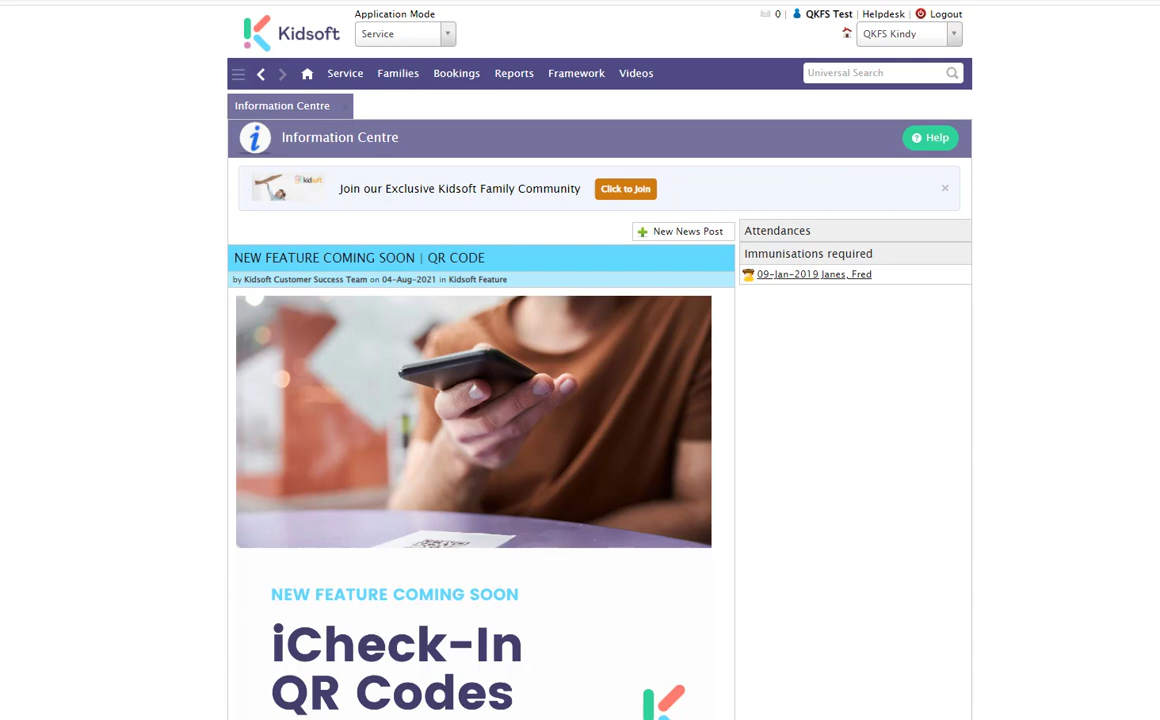 Application Mode
0 | QKFS Test | Helpdesk | Logout
Kidsoft
Service
QKFS Kindy
Service Families Bookings Reports Framework Videos
Universal Search
Information Centre
Information Centre
Help
kidsoft
Join our Exclusive Kidsoft Family Community
Click to Join
New News Post
Attendances
NEW FEATURE COMING SOON | QR CODE
Immunisations required
by Kidsoft Customer Success Team on 04-Aug-2021 in Kidsoft Feature
09-Jan-2019 Janes, Fred
NEW FEATURE COMING SOON
iCheck-In
QR Codes